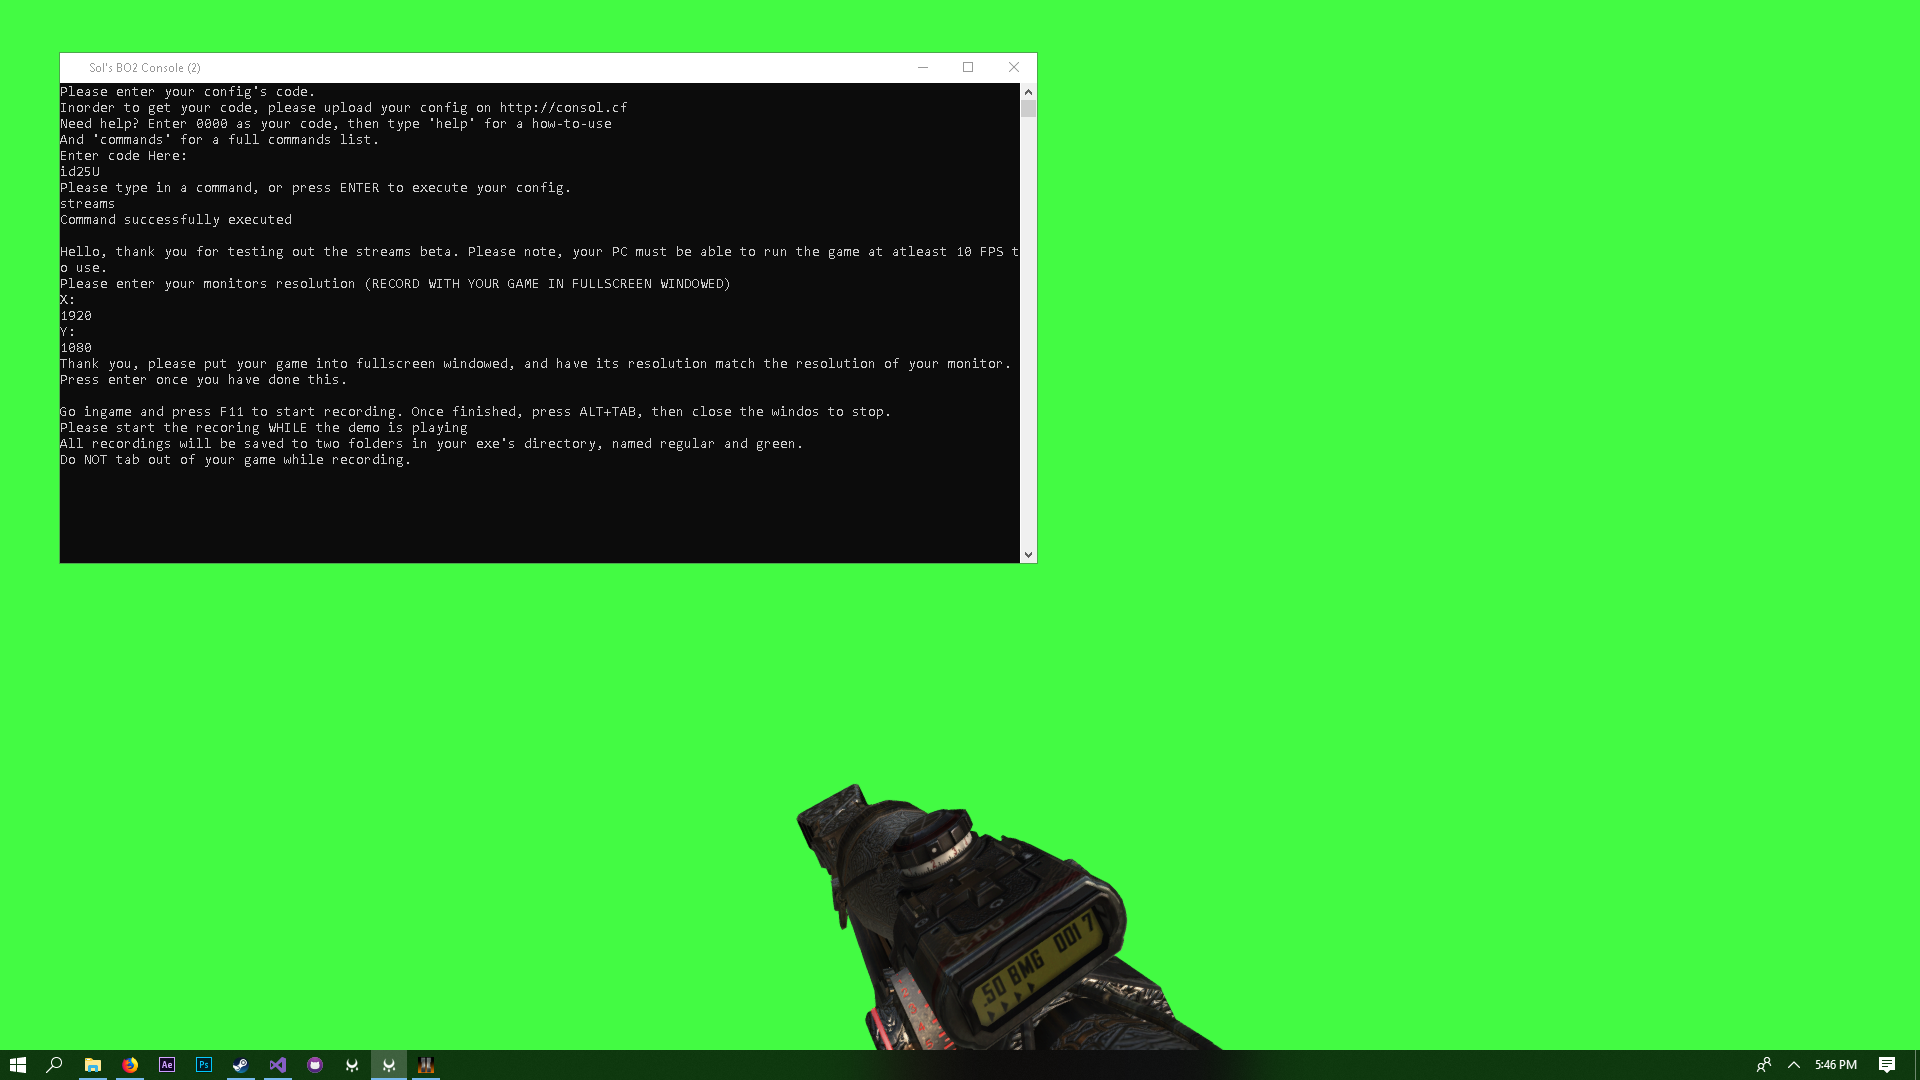 Sol's BO2 Console (2)
Please enter your config's code.
Inorder to get your code, please upload your config on http://consol.cf
Need help? Enter 0000 as your code, then type 'help' for a how-to-use
And 'commands' for a full commands list.
Enter code Here:
id25U
Please type in a command, or press ENTER to execute your config.
streams
Command successfully executed
Hello, thank you for testing out the streams beta. Please note, your PC must be able to run the game at atleast 10 FPS t
o use.
Please enter your monitors resolution (RECORD WITH YOUR GAME IN FULLSCREEN WINDOWED)
X:
1920
Y:
1080
Thank you, please put your game into fullscreen windowed, and have its resolution match the resolution of your monitor.
Press enter once you have done this.
Go ingame and press F11 to start recording. Once finished, press ALT+TAB, then close the windos to stop.
Please start the recoring WHILE the demo is playing
All recordings will be saved to two folders in your exe's directory, named regular and green.
Do NOT tab out of your game while recording.
.50 BMG 001 7
Ae
Ps
5:46 PM